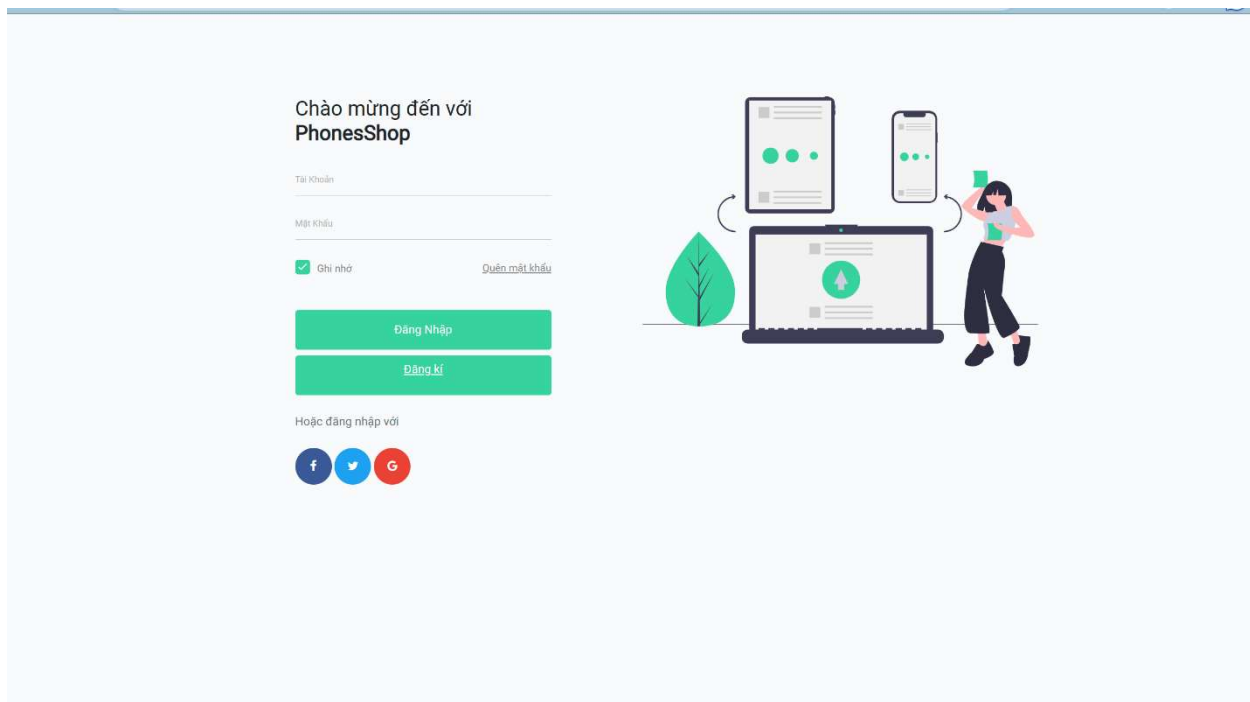 Chào mừng đến với
PhonesShop
Tài Khoản
Mật Khẩu
Ghi nhớ Quên mật khẩu
Đăng Nhập
Đăng kí
Hoặc đăng nhập với